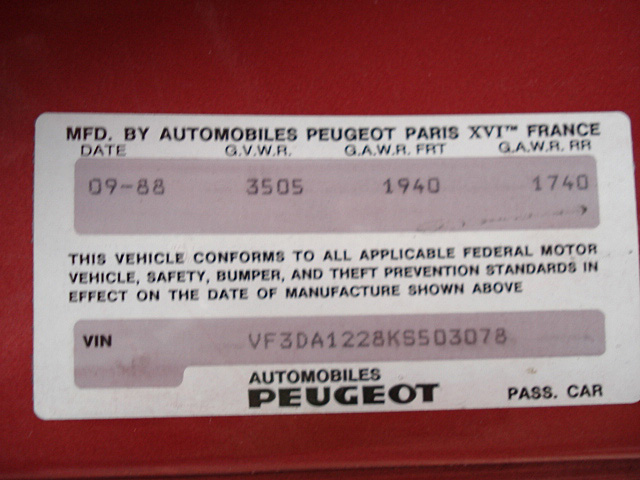 MFD. BY AUTOMOBILES PEUGEOT PARIS XVI™ FRANCE
DATE G.V.W.R. G.A.W.R. FRT G.A.W.R. RR
09-88 3505 1940 1740
THIS VEHICLE CONFORMS TO ALL APPLICABLE FEDERAL MOTOR
VEHICLE, SAFETY, BUMPER, AND THEFT PREVENTION STANDARDS IN
EFFECT ON THE DATE OF MANUFACTURE SHOWN ABOVE
VIN VF3DA1228KS503078
AUTOMOBILES
PEUGEOT PASS. CAR